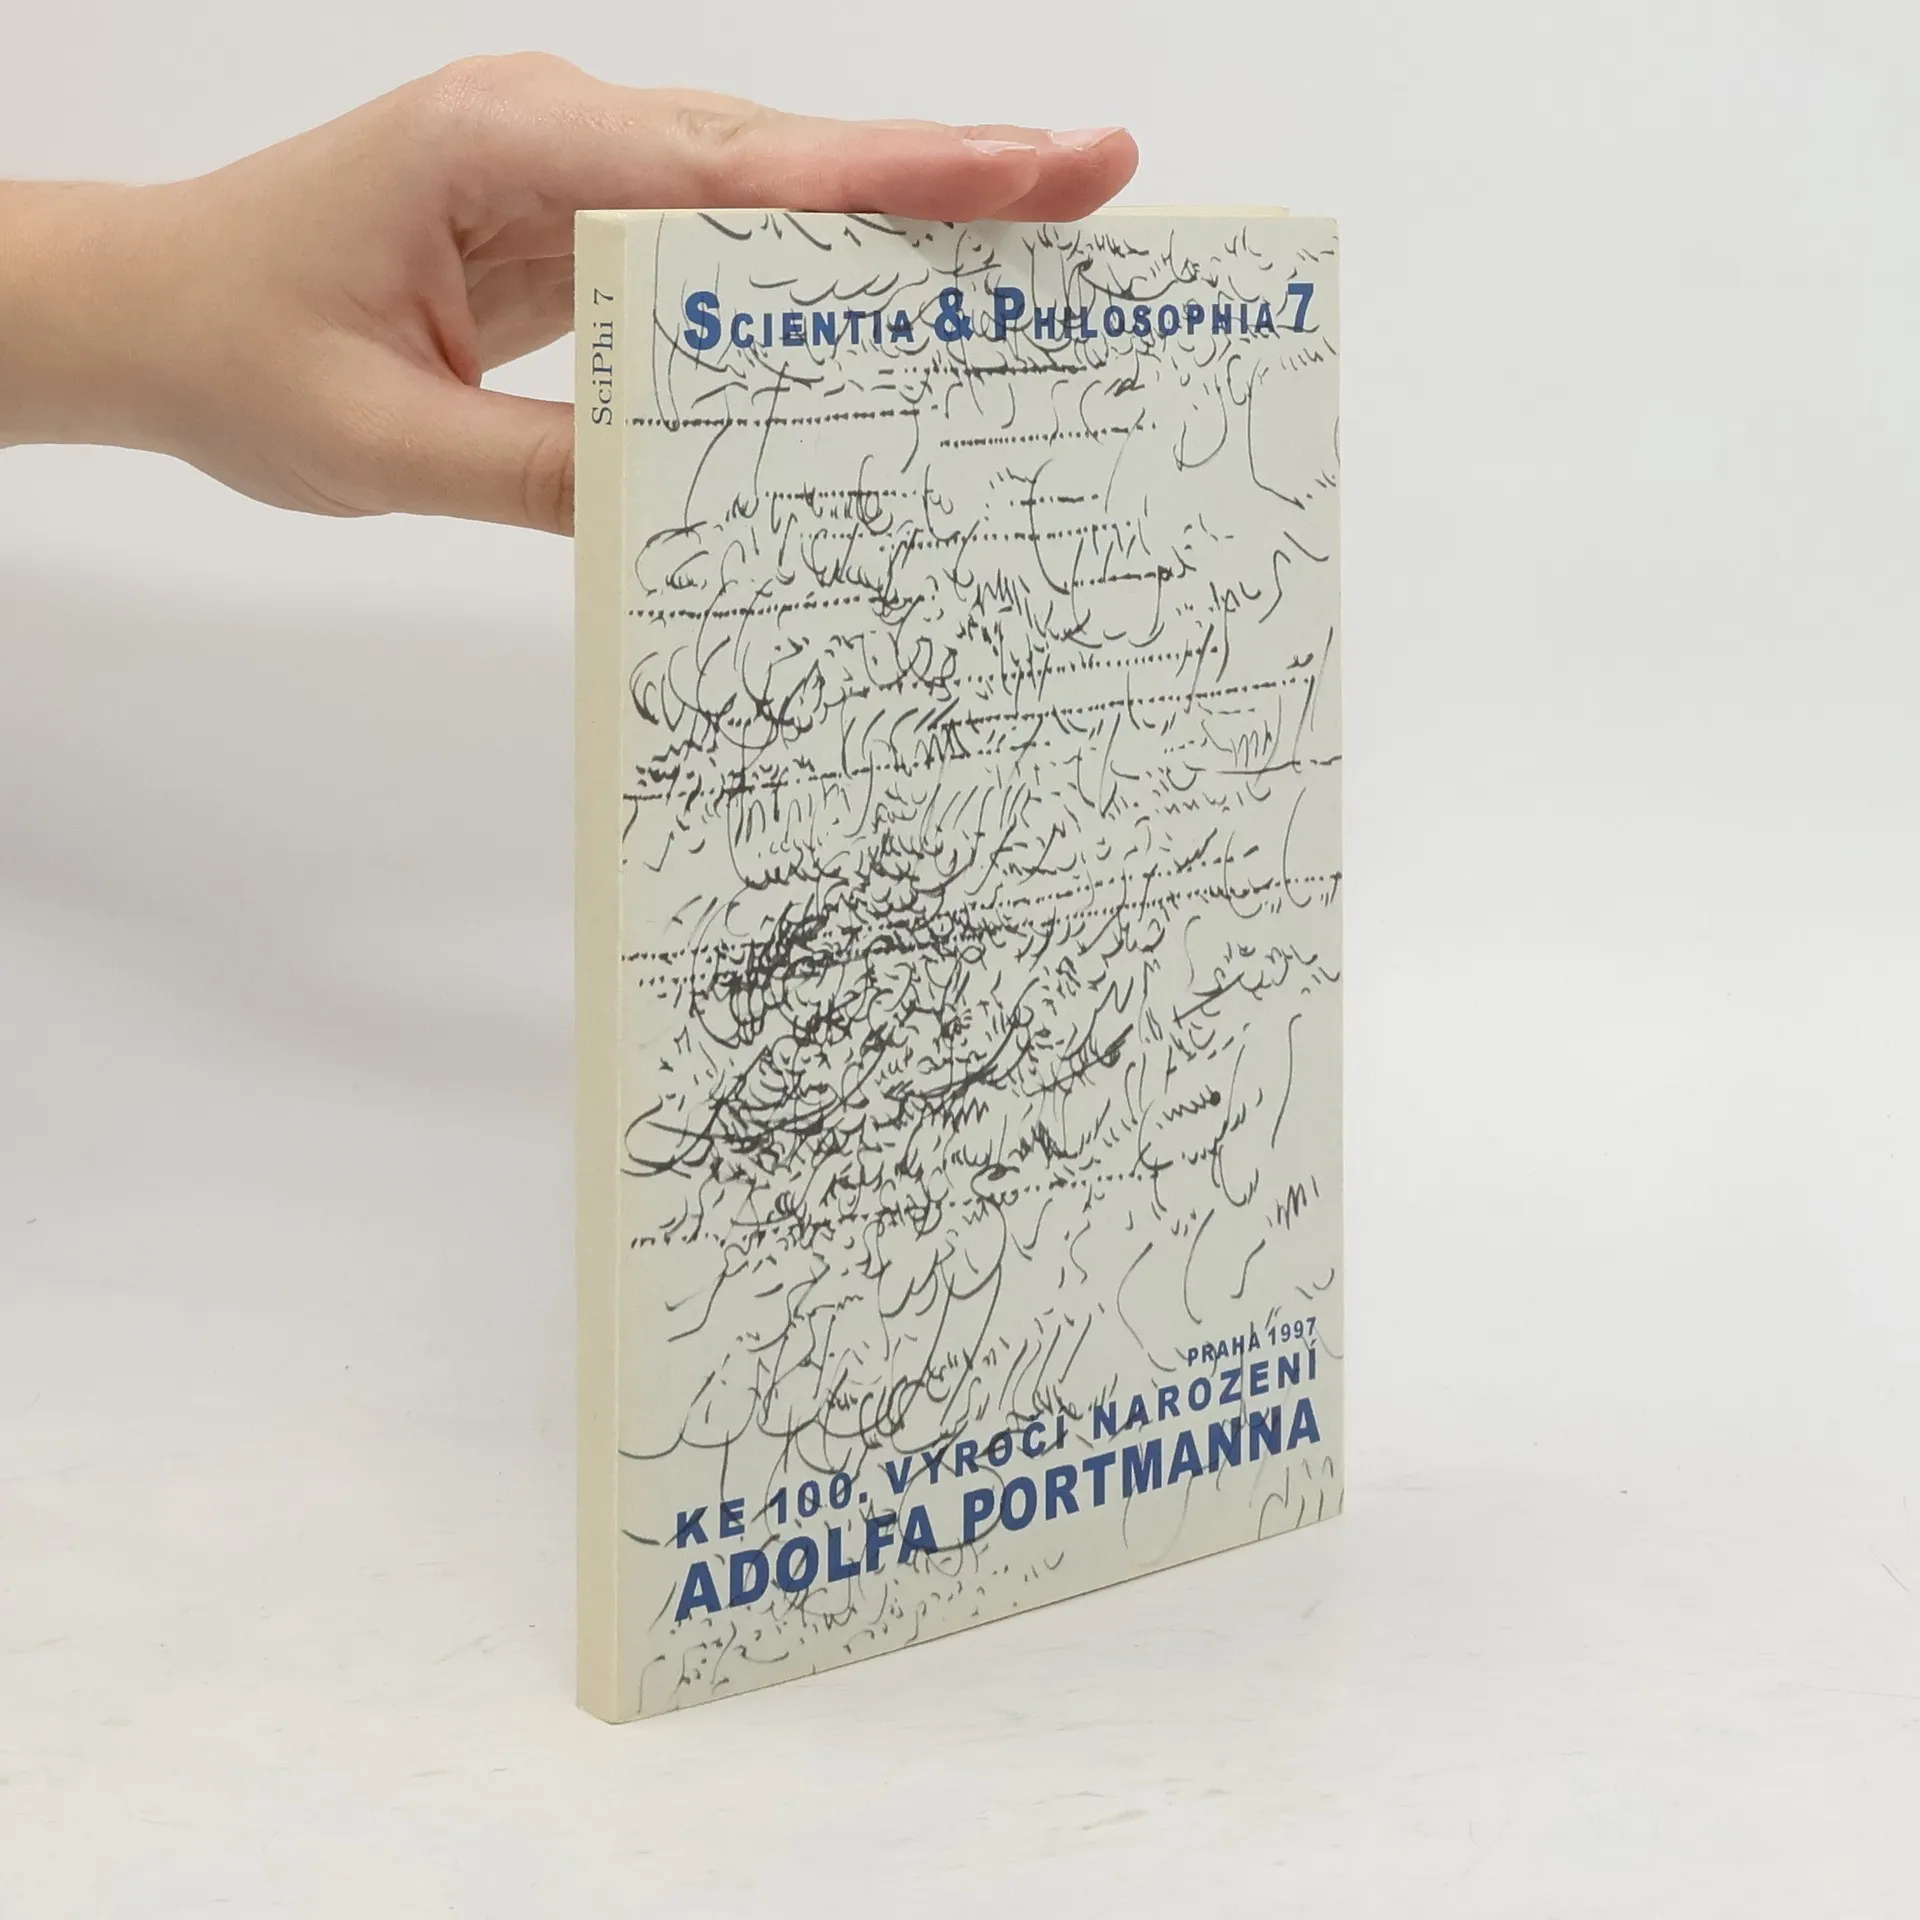 SciPhi 7
SCIENTIA & PHILOSOPHIA 7
PRAHA 1997
KE 100. VÝROČÍ NAROZENÍ
ADOLFA PORTMANNA